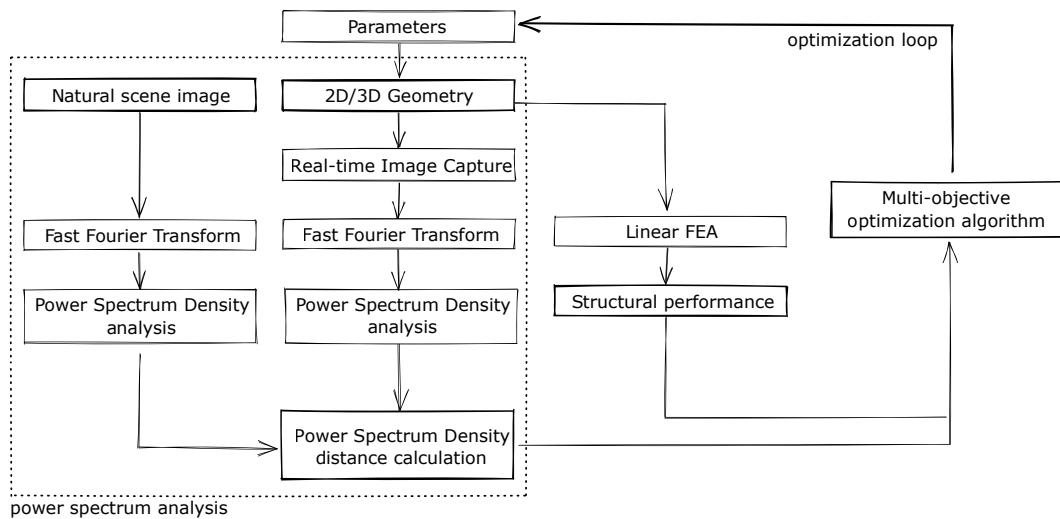 Parameters
optimization loop
Natural scene image
2D/3D Geometry
Real-time Image Capture
Multi-objective
optimization algorithm
Fast Fourier Transform
Fast Fourier Transform
Linear FEA
Power Spectrum Density
analysis
Power Spectrum Density
analysis
Structural performance
Power Spectrum Density
distance calculation
power spectrum analysis